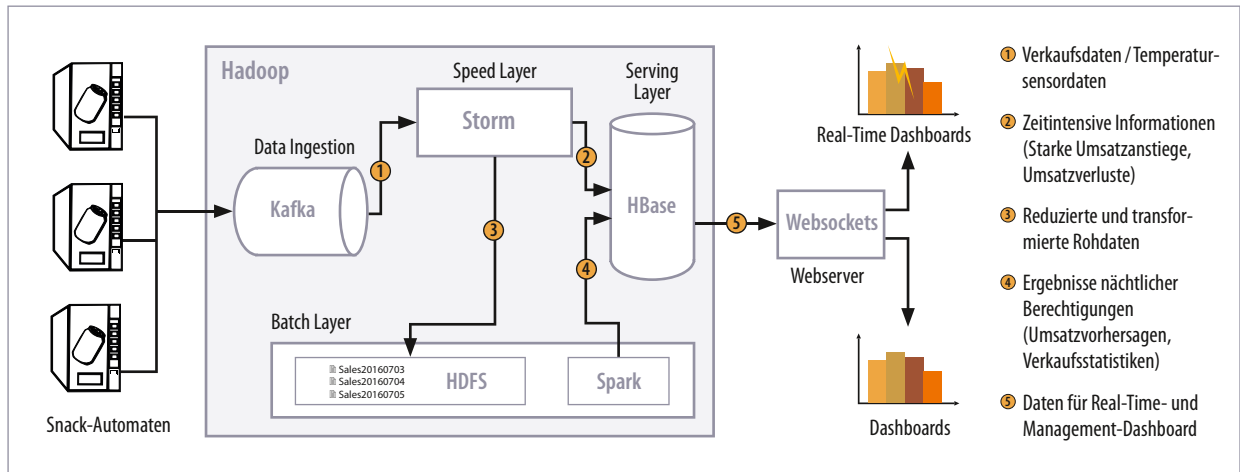 Hadoop
Speed Layer
Serving
Layer
Storm
Data Ingestion
Kafka
1
2
3
4
HBase
5
Websockets
Webserver
Real-Time Dashboards
Batch Layer
Sales20160703
Sales20160704
Sales20160705
HDFS
Spark
Snack-Automaten
Dashboards
1 Verkaufsdaten / Temperatur-
sensordaten
2 Zeitintensive Informationen
(Starke Umsatzanstiege,
Umsatzverluste)
3 Reduzierte und transfor-
mierte Rohdaten
4 Ergebnisse nächtlicher
Berechtigungen
(Umsatzvorhersagen,
Verkaufsstatistiken)
5 Daten für Real-Time- und
Management-Dashboard